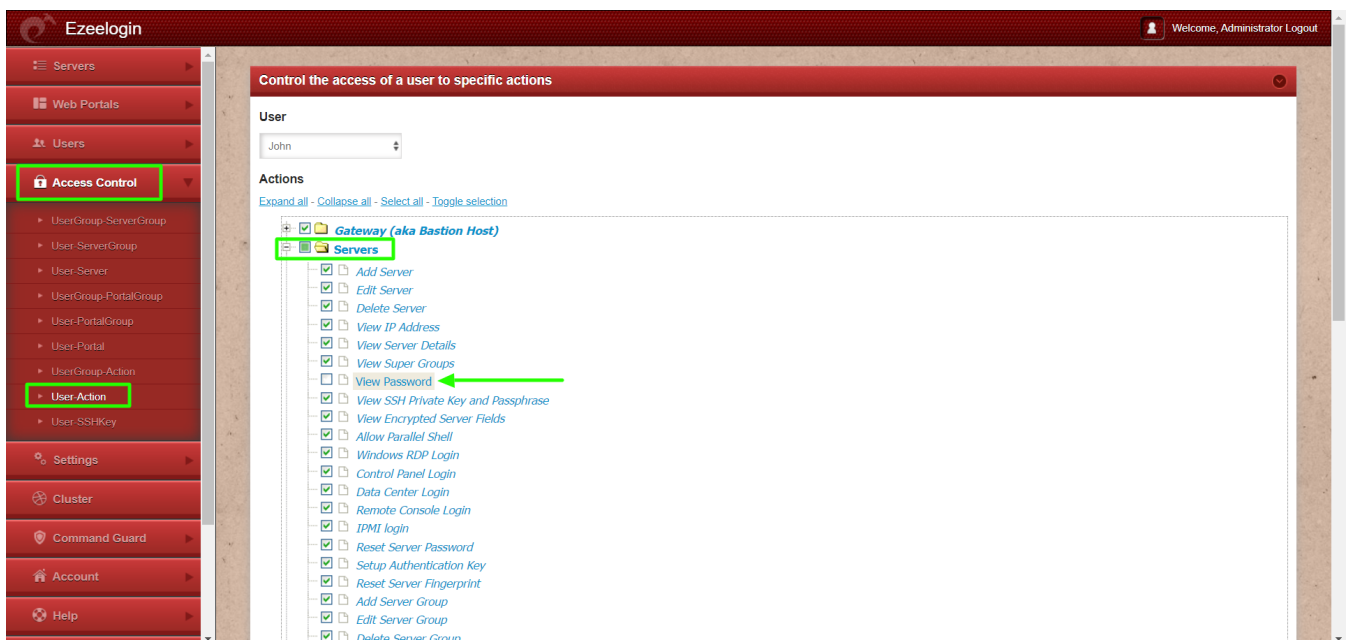 Ezeelogin
Welcome, Administrator Logout
Servers
Web Portals
Users
Access Control
UserGroup-ServerGroup
User-ServerGroup
User-Server
UserGroup-PortalGroup
User-PortalGroup
User-Portal
UserGroup-Action
User-Action
User-SSHKey
Settings
Cluster
Command Guard
Account
Help
Control the access of a user to specific actions
User
John
Actions
Expand all - Collapse all - Select all - Toggle selection
Gateway (aka Bastion Host)
Servers
Add Server
Edit Server
Delete Server
View IP Address
View Server Details
View Super Groups
View Password
View SSH Private Key and Passphrase
View Encrypted Server Fields
Allow Parallel Shell
Windows RDP Login
Control Panel Login
Data Center Login
Remote Console Login
IPMI login
Reset Server Password
Setup Authentication Key
Reset Server Fingerprint
Add Server Group
Edit Server Group
Delete Server Group